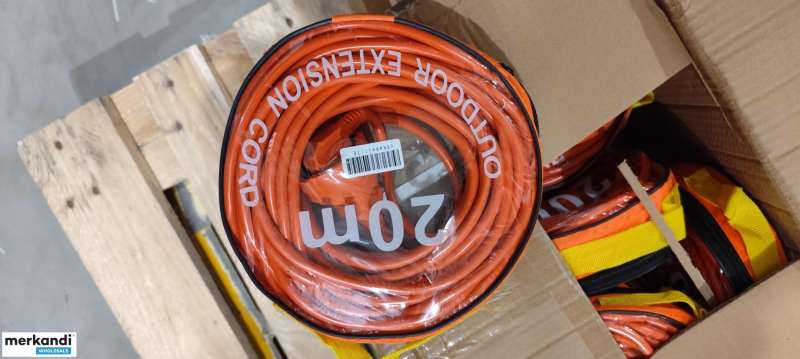 OUTDOOR EXTENSION CORD
20m
merkandi
WHOLESALE